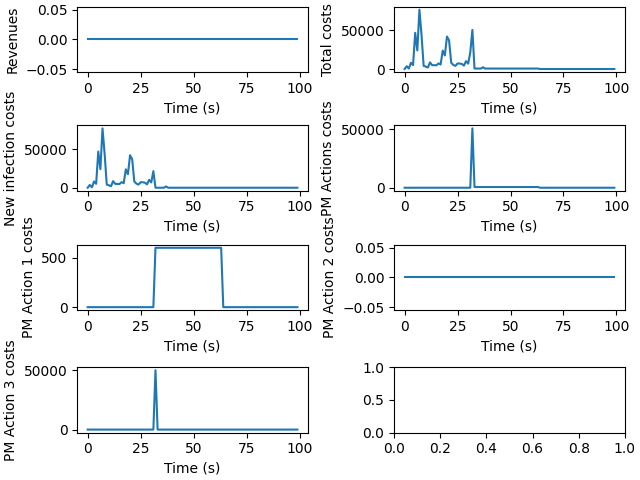 Revenues
0.05
0.00
−0.05
0 25 50 75 100
Time (s)
Total costs
50000
0
0 25 50 75 100
Time (s)
New infection costs
50000
0
0 25 50 75 100
Time (s)
PM Actions costs
50000
0
0 25 50 75 100
Time (s)
PM Action 1 costs
500
0
0 25 50 75 100
Time (s)
PM Action 2 costs
0.05
0.00
−0.05
0 25 50 75 100
Time (s)
PM Action 3 costs
50000
0
0 25 50 75 100
Time (s)
1.0
0.5
0.0
0.0 0.2 0.4 0.6 0.8 1.0